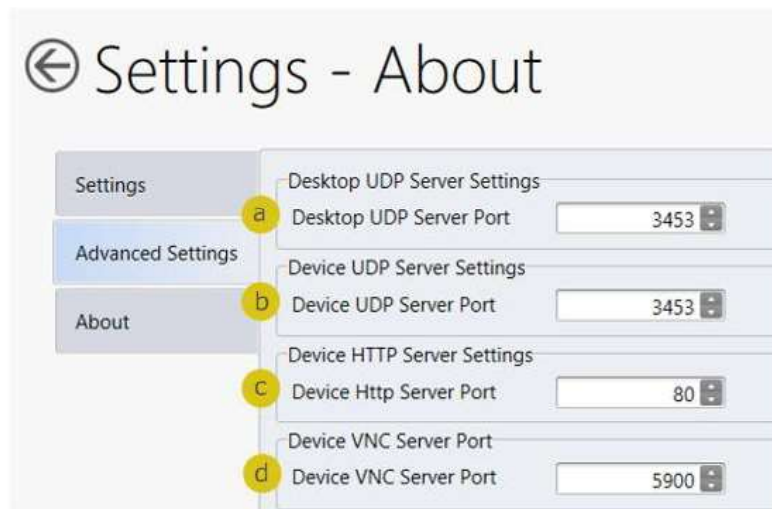 Settings - About
Settings
Advanced Settings
About
Desktop UDP Server Settings
a Desktop UDP Server Port 3453
Device UDP Server Settings
b Device UDP Server Port 3453
Device HTTP Server Settings
c Device Http Server Port 80
Device VNC Server Port
d Device VNC Server Port 5900